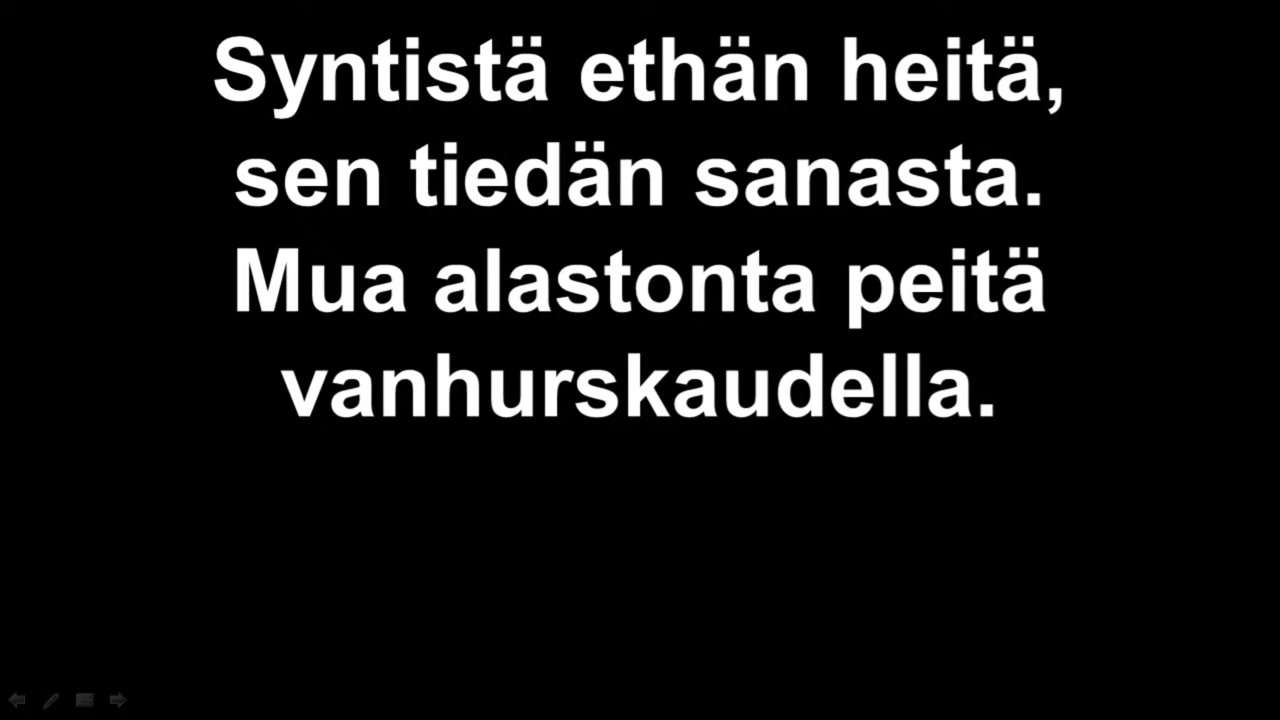 Syntistä ethän heitä,
sen tiedän sanasta.
Mua alastonta peitä
vanhurskaudella.